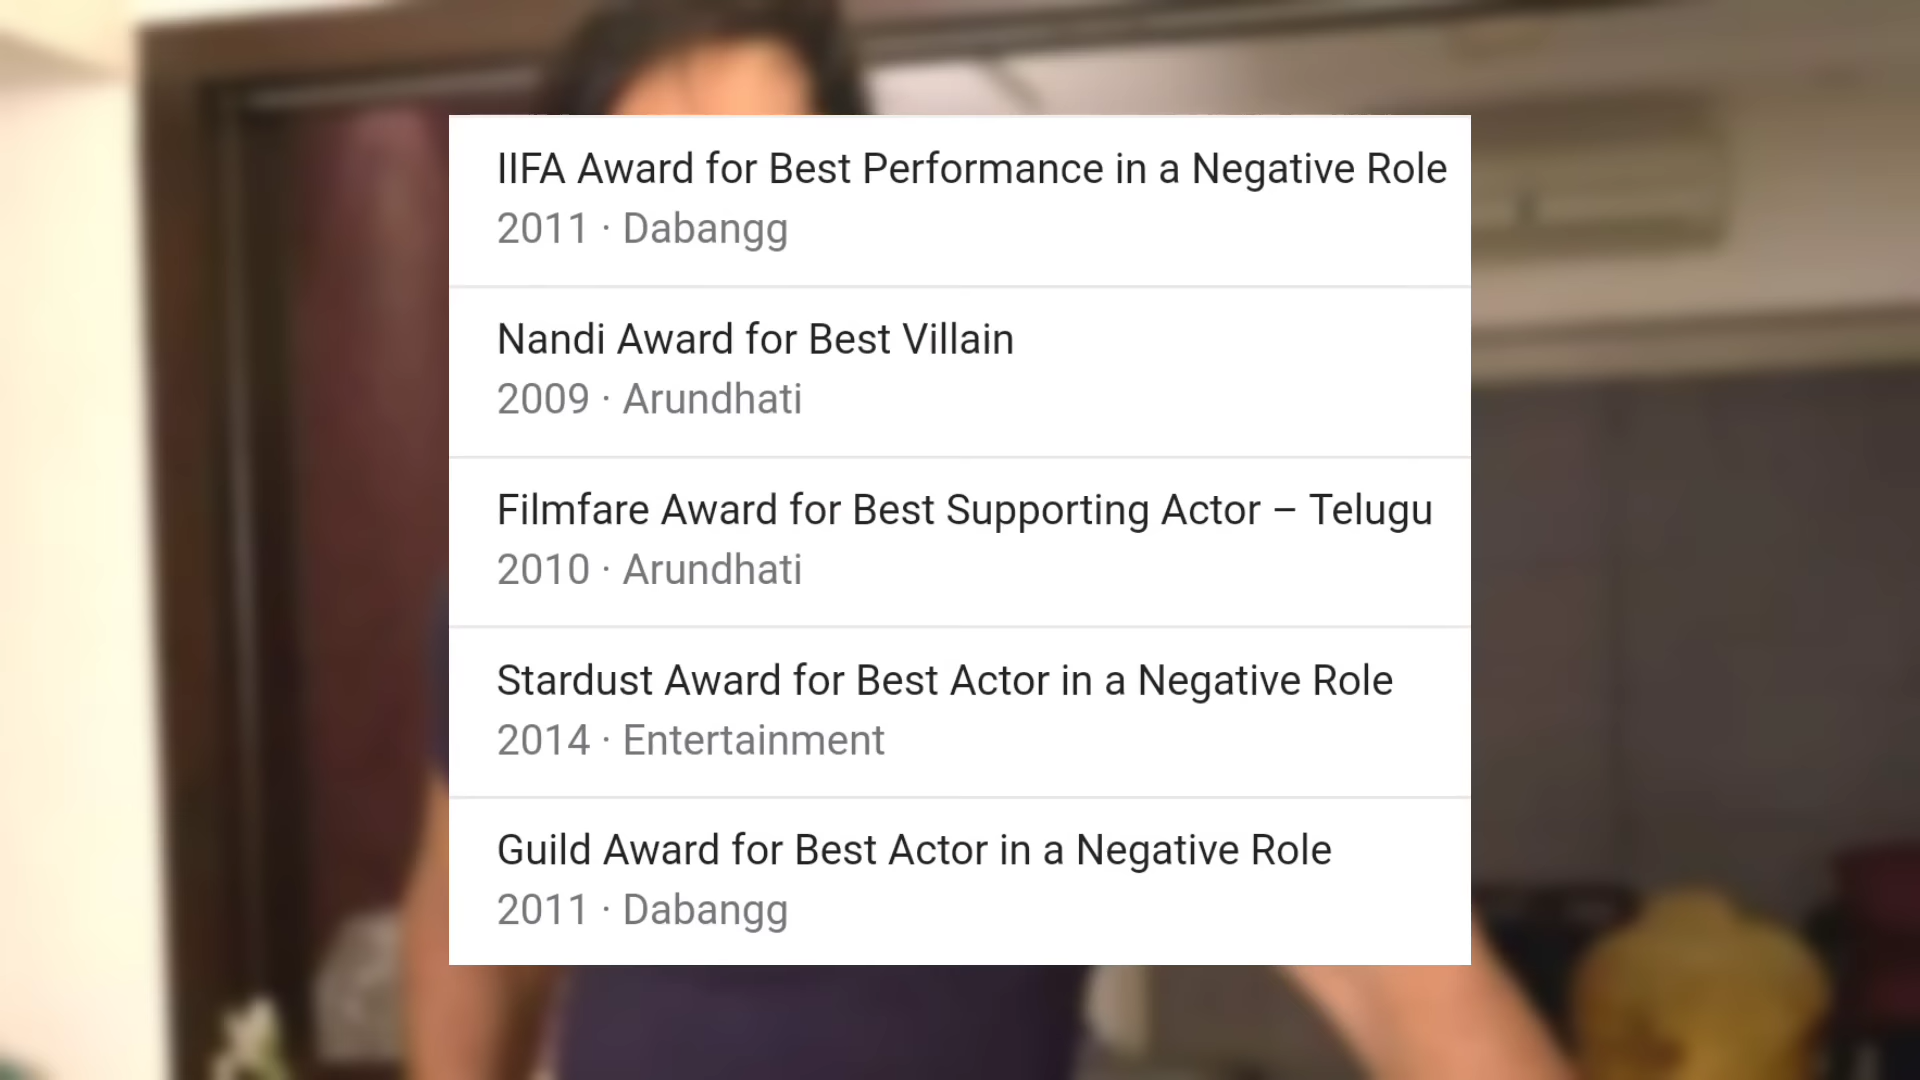 IIFA Award for Best Performance in a Negative Role
2011 · Dabangg
Nandi Award for Best Villain
2009 · Arundhati
Filmfare Award for Best Supporting Actor – Telugu
2010 · Arundhati
Stardust Award for Best Actor in a Negative Role
2014 · Entertainment
Guild Award for Best Actor in a Negative Role
2011 · Dabangg